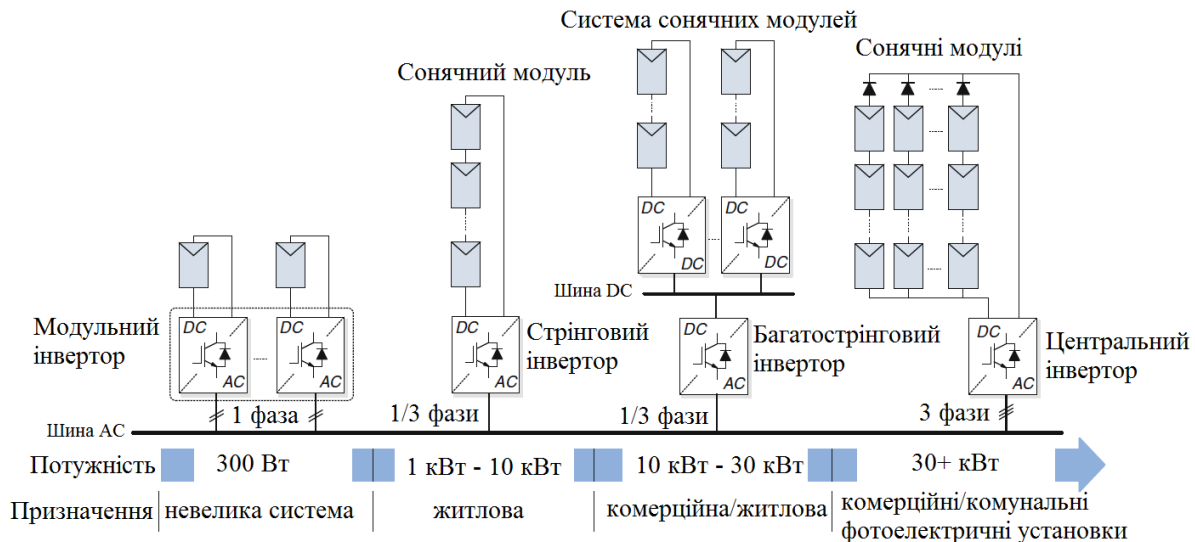 Система сонячних модулей
Сонячний модуль
Сонячні модулі
DC
DC
DC
DC
Шина DC
Модульний
інвертор
DC
AC
DC
AC
DC
AC
Стрінговий
інвертор
DC
AC
Багатострінговий
інвертор
DC
AC
Центральний
інвертор
1 фаза
1/3 фази
1/3 фази
3 фази
Шина AC
Потужність
300 Вт
1 кВт - 10 кВт
10 кВт - 30 кВт
30+ кВт
Призначення
невелика система
житлова
комерційна/житлова
комерційні/комунальні
фотоелектричні установки